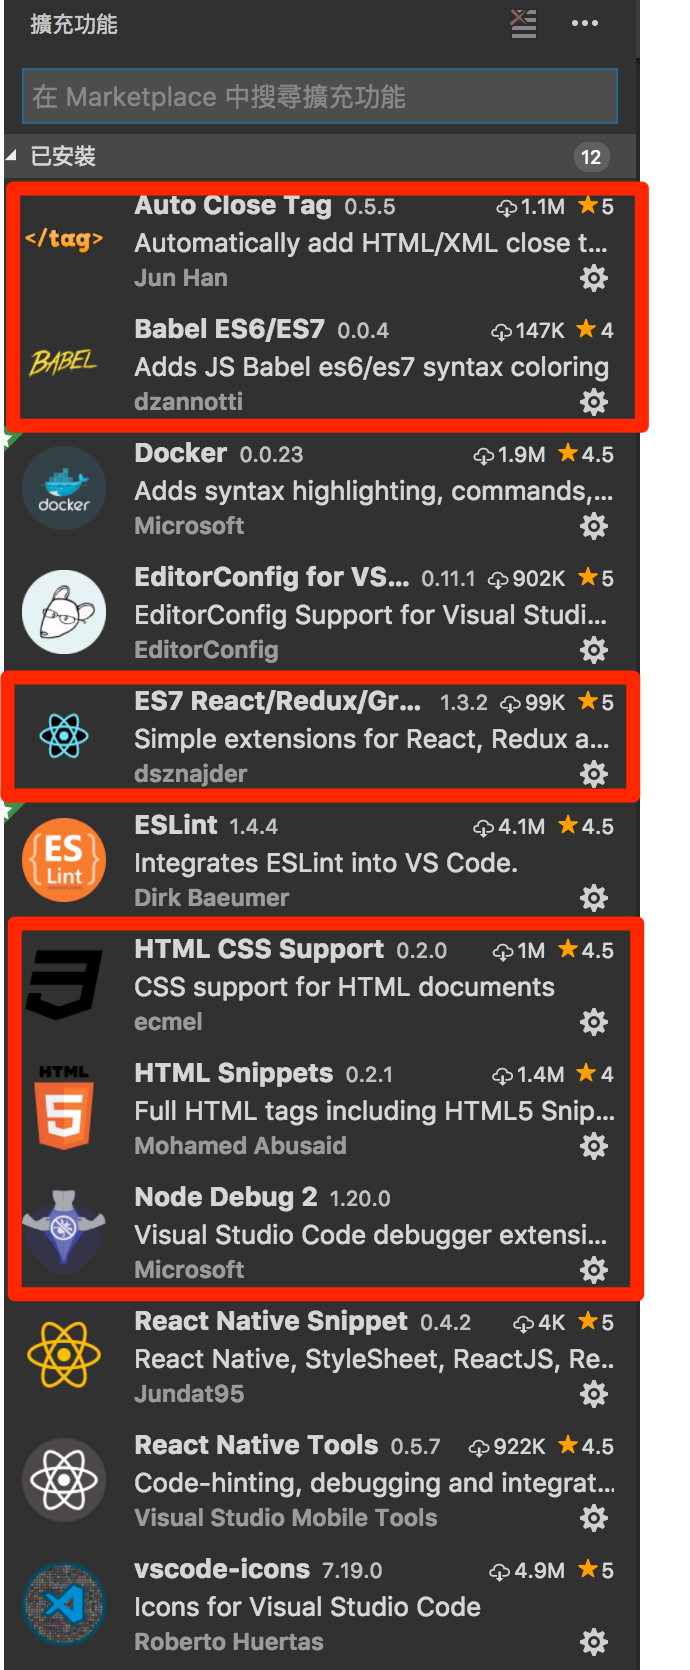 擴充功能
在 Marketplace 中搜尋擴充功能
已安裝 12
</tag>
Auto Close Tag 0.5.5 1.1M 5
Automatically add HTML/XML close t...
Jun Han
BABEL
Babel ES6/ES7 0.0.4 147K 4
Adds JS Babel es6/es7 syntax coloring
dzannotti
docker
Docker 0.0.23 1.9M 4.5
Adds syntax highlighting, commands,...
Microsoft
EditorConfig for VS... 0.11.1 902K 5
EditorConfig Support for Visual Studi...
EditorConfig
ES7 React/Redux/Gr... 1.3.2 99K 5
Simple extensions for React, Redux a...
dsznajder
{ES Lint}
ESLint 1.4.4 4.1M 4.5
Integrates ESLint into VS Code.
Dirk Baeumer
HTML CSS Support 0.2.0 1M 4.5
CSS support for HTML documents
ecmel
HTML
5
HTML Snippets 0.2.1 1.4M 4
Full HTML tags including HTML5 Snip...
Mohamed Abusaid
Node Debug 2 1.20.0
Visual Studio Code debugger extensi...
Microsoft
React Native Snippet 0.4.2 4K 5
React Native, StyleSheet, ReactJS, Re..
Jundat95
React Native Tools 0.5.7 922K 4.5
Code-hinting, debugging and integrat...
Visual Studio Mobile Tools
vscode-icons 7.19.0 4.9M 5
Icons for Visual Studio Code
Roberto Huertas